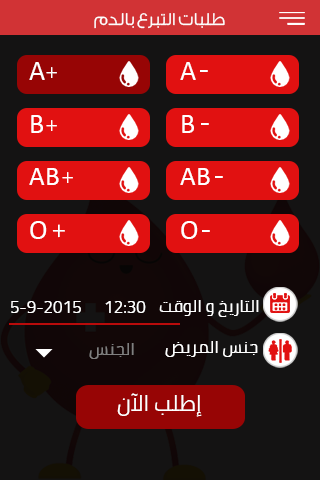 طلبات التبرع بالدم
A+
A-
B+
B-
AB+
AB-
O+
O-
التاريخ و الوقت 12:30 5-9-2015
جنس المريض الجنس
إطلب الآن